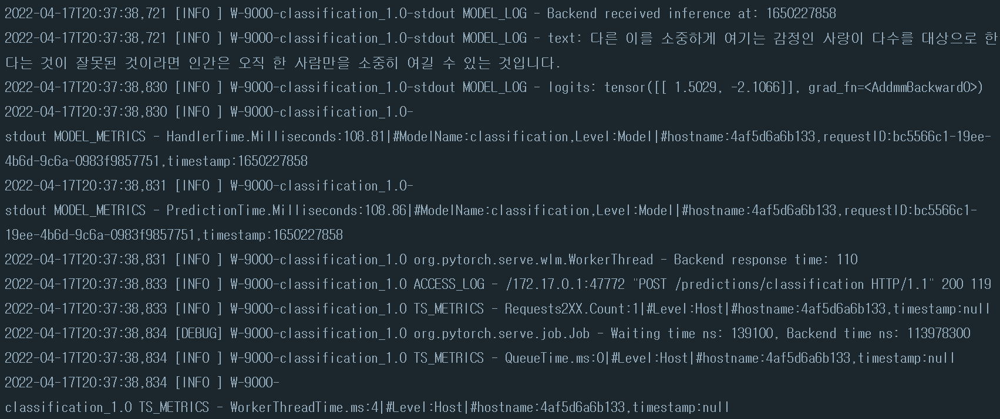 2022-04-17T20:37:38,721 [INFO ] W-9000-classification_1.0-stdout MODEL_LOG - Backend received inference at: 1650227858
2022-04-17T20:37:38,721 [INFO ] W-9000-classification_1.0-stdout MODEL_LOG - text: 다른 이를 소중하게 여기는 감정인 사랑이 다수를 대상으로 한
다는 것이 잘못된 것이라면 인간은 오직 한 사람만을 소중히 여길 수 있는 것입니다.
2022-04-17T20:37:38,830 [INFO ] W-9000-classification_1.0-stdout MODEL_LOG - logits: tensor([[ 1.5029, -2.1066]], grad_fn=<AddmmBackward0>)
2022-04-17T20:37:38,830 [INFO ] W-9000-classification_1.0-
stdout MODEL_METRICS - HandlerTime.Milliseconds:108.81|#ModelName:classification,Level:Model|#hostname:4af5d6a6b133,requestID:bc5566c1-19ee-
4b6d-9c6a-0983f9857751,timestamp:1650227858
2022-04-17T20:37:38,831 [INFO ] W-9000-classification_1.0-
stdout MODEL_METRICS - PredictionTime.Milliseconds:108.86|#ModelName:classification,Level:Model|#hostname:4af5d6a6b133,requestID:bc5566c1-
19ee-4b6d-9c6a-0983f9857751,timestamp:1650227858
2022-04-17T20:37:38,831 [INFO ] W-9000-classification_1.0 org.pytorch.serve.wlm.WorkerThread - Backend response time: 110
2022-04-17T20:37:38,833 [INFO ] W-9000-classification_1.0 ACCESS_LOG - /172.17.0.1:47772 "POST /predictions/classification HTTP/1.1" 200 119
2022-04-17T20:37:38,833 [INFO ] W-9000-classification_1.0 TS_METRICS - Requests2XX.Count:1|#Level:Host|#hostname:4af5d6a6b133,timestamp:null
2022-04-17T20:37:38,834 [DEBUG] W-9000-classification_1.0 org.pytorch.serve.job.Job - Waiting time ns: 139100, Backend time ns: 113978300
2022-04-17T20:37:38,834 [INFO ] W-9000-classification_1.0 TS_METRICS - QueueTime.ms:0|#Level:Host|#hostname:4af5d6a6b133,timestamp:null
2022-04-17T20:37:38,834 [INFO ] W-9000-
classification_1.0 TS_METRICS - WorkerThreadTime.ms:4|#Level:Host|#hostname:4af5d6a6b133,timestamp:null